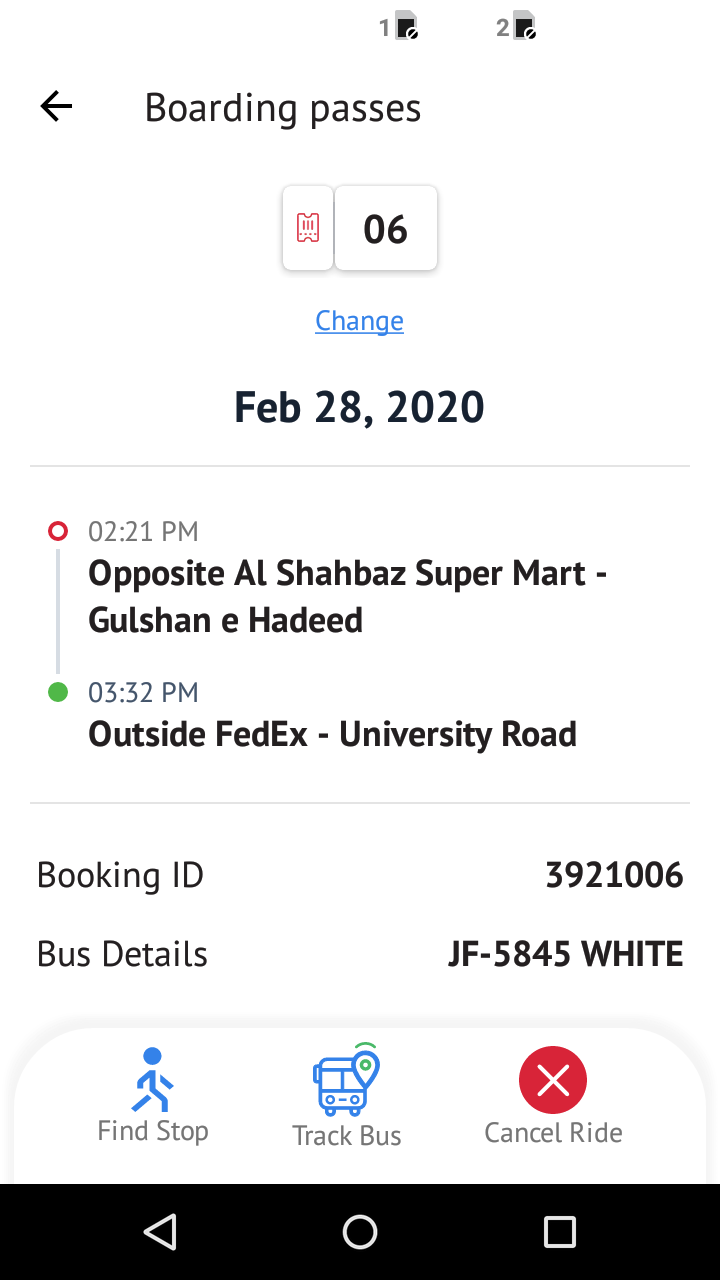 1 2
Boarding passes
06
Change
Feb 28, 2020
02:21 PM
Opposite Al Shahbaz Super Mart -
Gulshan e Hadeed
03:32 PM
Outside FedEx - University Road
Booking ID 3921006
Bus Details JF-5845 WHITE
Find Stop Track Bus Cancel Ride